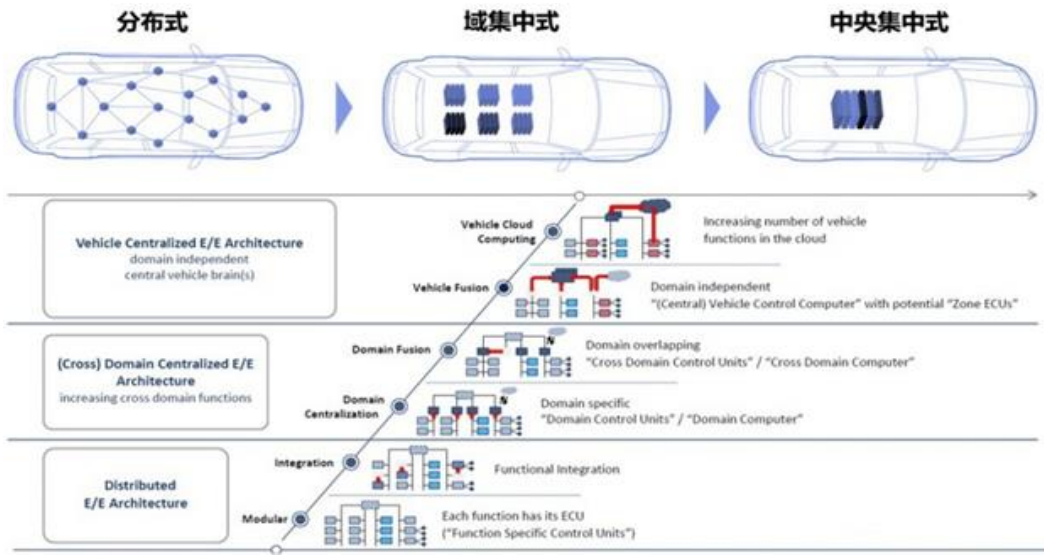 分布式
域集中式
中央集中式
Vehicle Centralized E/E Architecture
domain independent
central vehicle brain(s)
Vehicle Cloud
Computing
Increasing number of vehicle
functions in the cloud
Vehicle Fusion
Domain independent
"(Central) Vehicle Control Computer" with potential "Zone ECUs"
(Cross) Domain Centralized E/E
Architecture
increasing cross domain functions
Domain Fusion
Domain overlapping
"Cross Domain Control Units" / "Cross Domain Computer"
Domain
Centralization
Domain specific
"Domain Control Units" / "Domain Computer"
Distributed
E/E Architecture
Integration
Functional Integration
Modular
Each function has its ECU
("Function Specific Control Units")